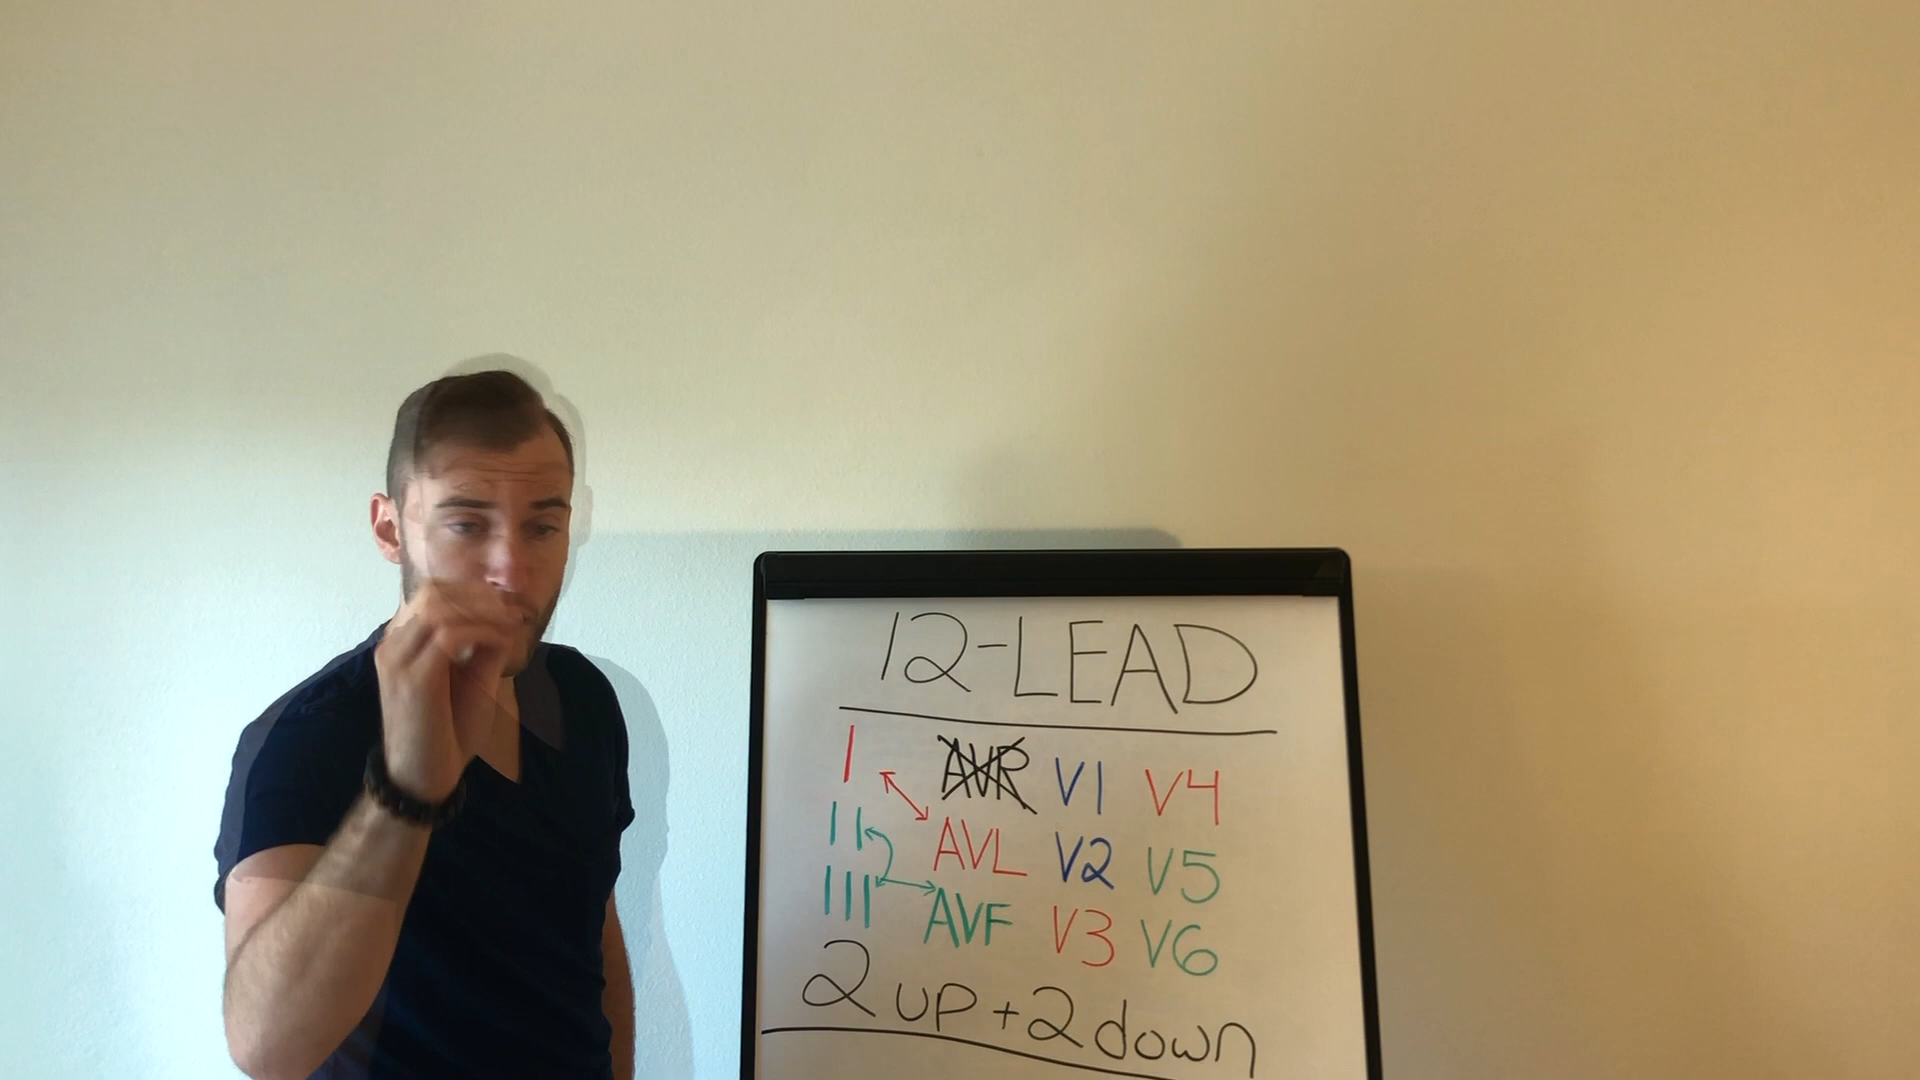 12-LEAD
I AVR V1 V4
II AVL V2 V5
III AVF V3 V6
2 up + 2 down